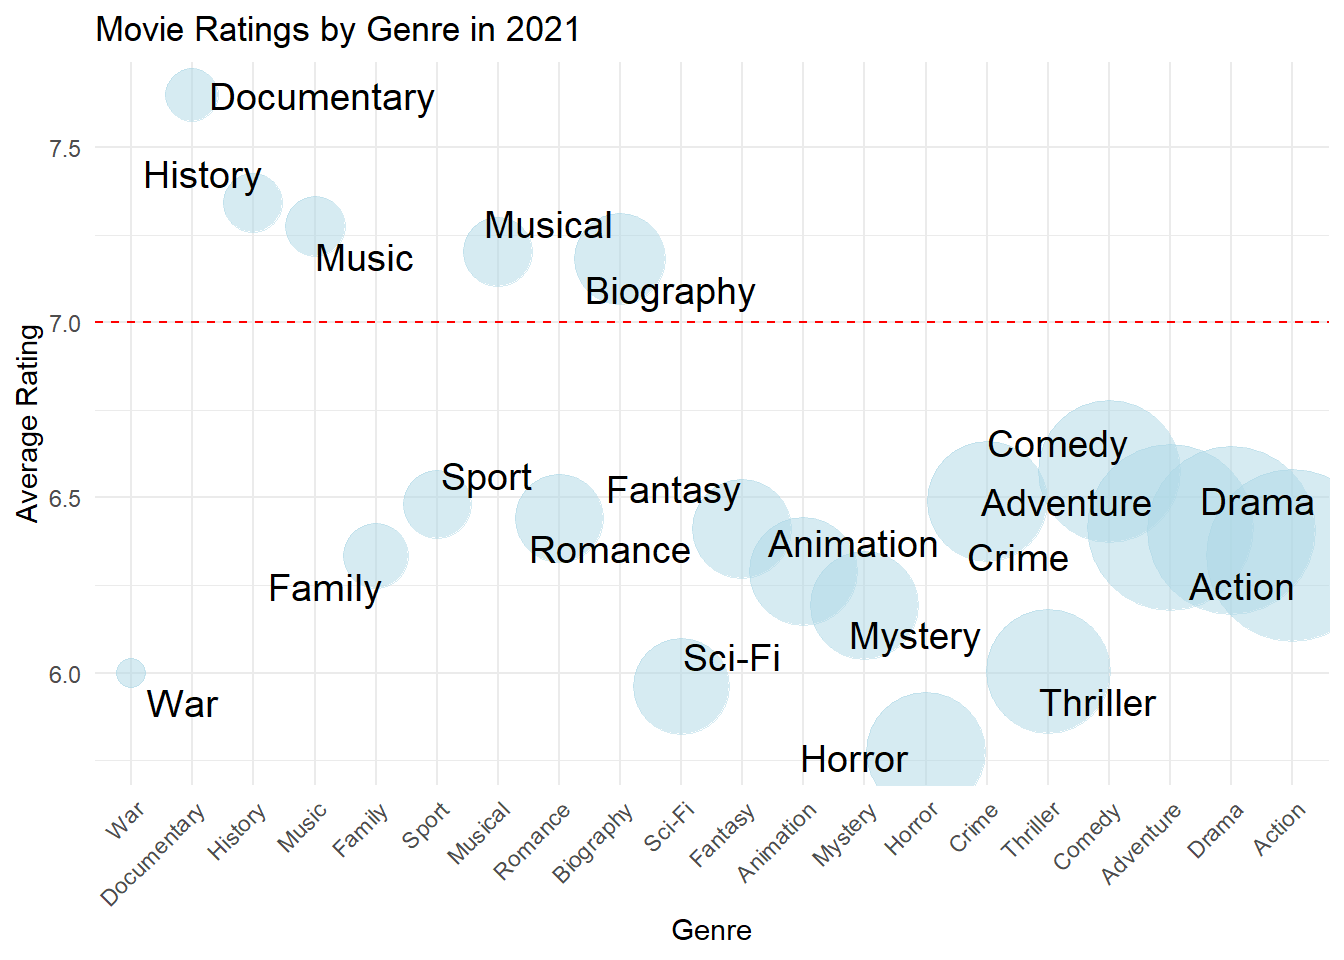 Movie Ratings by Genre in 2021
Documentary
7.5
History
Musical
Music
Biography
7.0
Average Rating
Comedy
Sport
Fantasy
Adventure
Drama
6.5
Romance
Animation
Crime
Family
Action
Mystery
Sci-Fi
6.0
War
Thriller
Horror
War
Documentary
History
Music
Family
Sport
Musical
Romance
Biography
Sci-Fi
Fantasy
Animation
Mystery
Horror
Crime
Thriller
Comedy
Adventure
Drama
Action
Genre